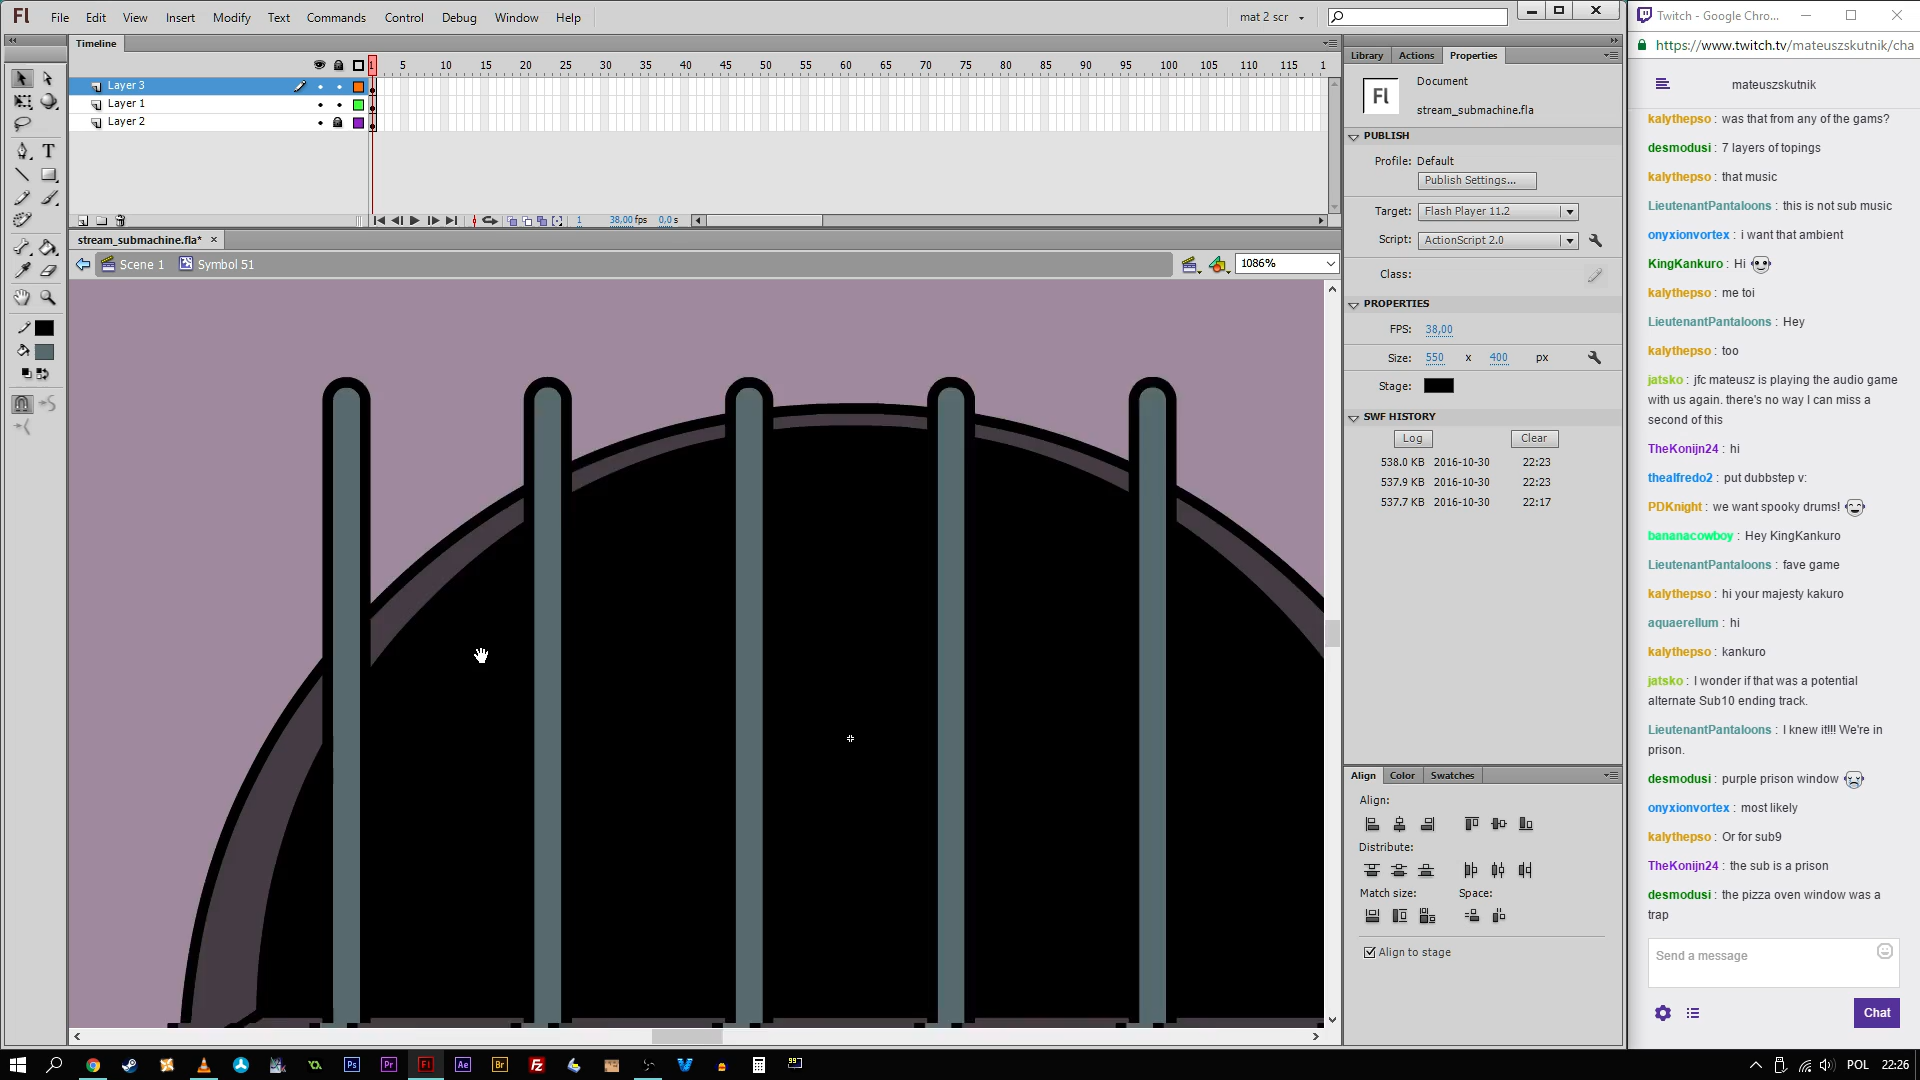 Fl File Edit View Insert Modify Text Commands Control Debug Window Help mat 2 scr
Timeline
1 5 10 15 20 25 30 35 40 45 50 55 60 65 70 75 80 85 90 95 100 105 110 115 1
Layer 3
Layer 1
Layer 2
1 38,00 fps 0,0 s
stream_submachine.fla*
Scene 1 Symbol 51 1086%
Library Actions Properties
Document
Fl
stream_submachine.fla
PUBLISH
Profile: Default
Publish Settings...
Target: Flash Player 11.2
Script: ActionScript 2.0
Class:
PROPERTIES
FPS: 38,00
Size: 550 x 400 px
Stage:
SWF HISTORY
Log Clear
538.0 KB 2016-10-30 22:23
537.9 KB 2016-10-30 22:23
537.7 KB 2016-10-30 22:17
Align Color Swatches
Align:
Distribute:
Match size: Space:
Align to stage
Twitch - Google Chro...
https://www.twitch.tv/mateuszskutnik/cha
mateuszskutnik
kalythepso : was that from any of the gams?
desmodusi : 7 layers of topings
kalythepso : that music
LieutenantPantaloons : this is not sub music
onyxionvortex : i want that ambient
KingKankuro : Hi
kalythepso : me toi
LieutenantPantaloons : Hey
kalythepso : too
jatsko : jfc mateusz is playing the audio game
with us again. there's no way I can miss a
second of this
TheKonijn24 : hi
thealfredo2 : put dubbstep v:
PDKnight : we want spooky drums!
bananacowboy : Hey KingKankuro
LieutenantPantaloons : fave game
kalythepso : hi your majesty kakuro
aquaerellum : hi
kalythepso : kankuro
jatsko : I wonder if that was a potential
alternate Sub10 ending track.
LieutenantPantaloons : I knew it!!! We're in
prison.
desmodusi : purple prison window
onyxionvortex : most likely
kalythepso : Or for sub9
TheKonijn24 : the sub is a prison
desmodusi : the pizza oven window was a
trap
Send a message
Chat
Ps Pr Fl Ae Br Fz
POL 22:26